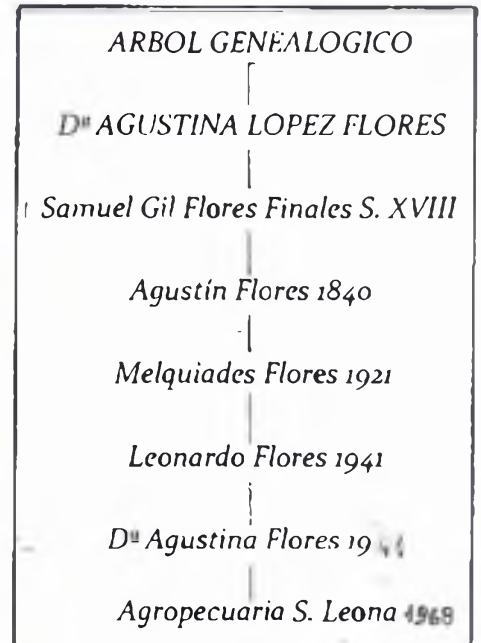 ARBOL GENEALOGICO
Dª AGUSTINA LOPEZ FLORES
Samuel Gil Flores Finales S. XVIII
Agustín Flores 1840
Melquiades Flores 1921
Leonardo Flores 1941
Dª Agustina Flores
Agropecuaria S. Leona 1969